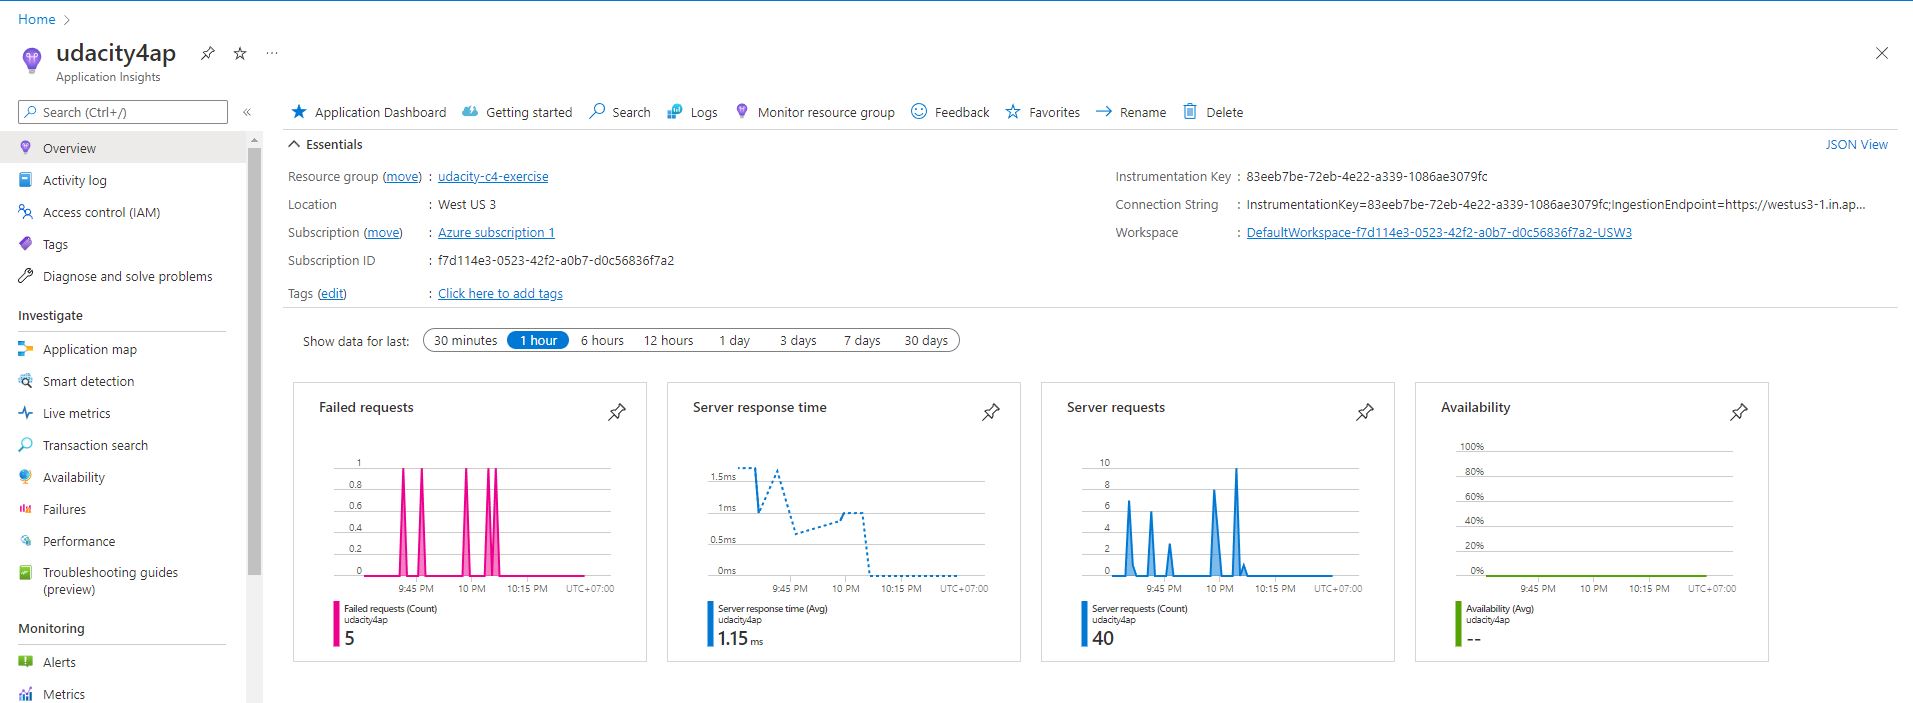 Home >
udacity4ap
Application Insights
Search (Ctrl+/)
Overview
Activity log
Access control (IAM)
Tags
Diagnose and solve problems
Investigate
Application map
Smart detection
Live metrics
Transaction search
Availability
Failures
Performance
Troubleshooting guides
(preview)
Monitoring
Alerts
Metrics
Application Dashboard Getting started Search Logs Monitor resource group Feedback Favorites Rename Delete
Essentials JSON View
Resource group (move) : udacity-c4-exercise
Location : West US 3
Subscription (move) : Azure subscription 1
Subscription ID : f7d114e3-0523-42f2-a0b7-d0c56836f7a2
Tags (edit) : Click here to add tags
Instrumentation Key : 83eeb7be-72eb-4e22-a339-1086ae3079fc
Connection String : InstrumentationKey=83eeb7be-72eb-4e22-a339-1086ae3079fc;IngestionEndpoint=https://westus3-1.in.ap...
Workspace : DefaultWorkspace-f7d114e3-0523-42f2-a0b7-d0c56836f7a2-USW3
Show data for last: 30 minutes 1 hour 6 hours 12 hours 1 day 3 days 7 days 30 days
Failed requests
1
0.8
0.6
0.4
0.2
0
9:45 PM 10 PM 10:15 PM UTC+07:00
Failed requests (Count)
udacity4ap
5
Server response time
1.5ms
1ms
0.5ms
0ms
9:45 PM 10 PM 10:15 PM UTC+07:00
Server response time (Avg)
udacity4ap
1.15 ms
Server requests
10
8
6
4
2
0
9:45 PM 10 PM 10:15 PM UTC+07:00
Server requests (Count)
udacity4ap
40
Availability
100%
80%
60%
40%
20%
0%
9:45 PM 10 PM 10:15 PM UTC+07:00
Availability (Avg)
udacity4ap
--